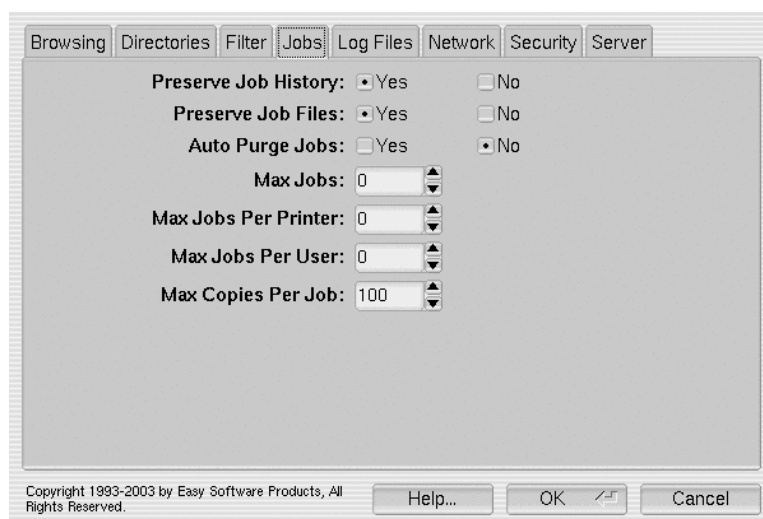 Browsing Directories Filter Jobs Log Files Network Security Server
Preserve Job History: Yes No
Preserve Job Files: Yes No
Auto Purge Jobs: Yes No
Max Jobs: 0
Max Jobs Per Printer: 0
Max Jobs Per User: 0
Max Copies Per Job: 100
Copyright 1993-2003 by Easy Software Products, All
Rights Reserved.
Help... OK Cancel